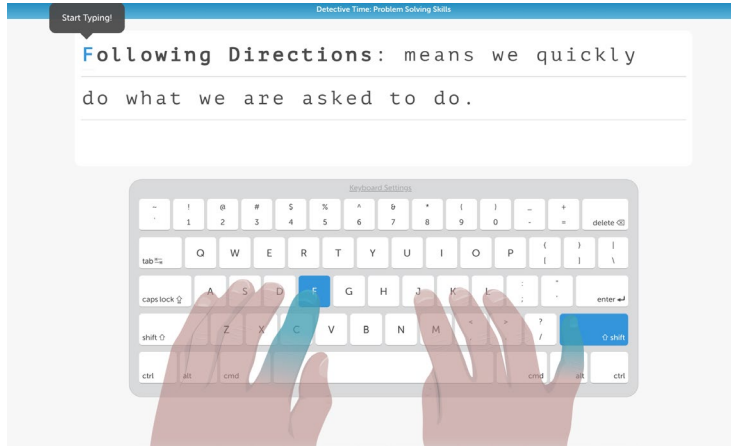 Detective Time: Problem Solving Skills
Start Typing!
Following Directions: means we quickly
do what we are asked to do.
Keyboard Settings
~ ! @ # $ % ^ & * ( ) _ +
` 1 2 3 4 5 6 7 8 9 0 - = delete
tab Q W E R T Y U I O P { [ } ] | \
caps lock A S D F G H J K L : ; " enter
shift Z X C V B N M < > ? / shift
ctrl alt cmd cmd alt ctrl